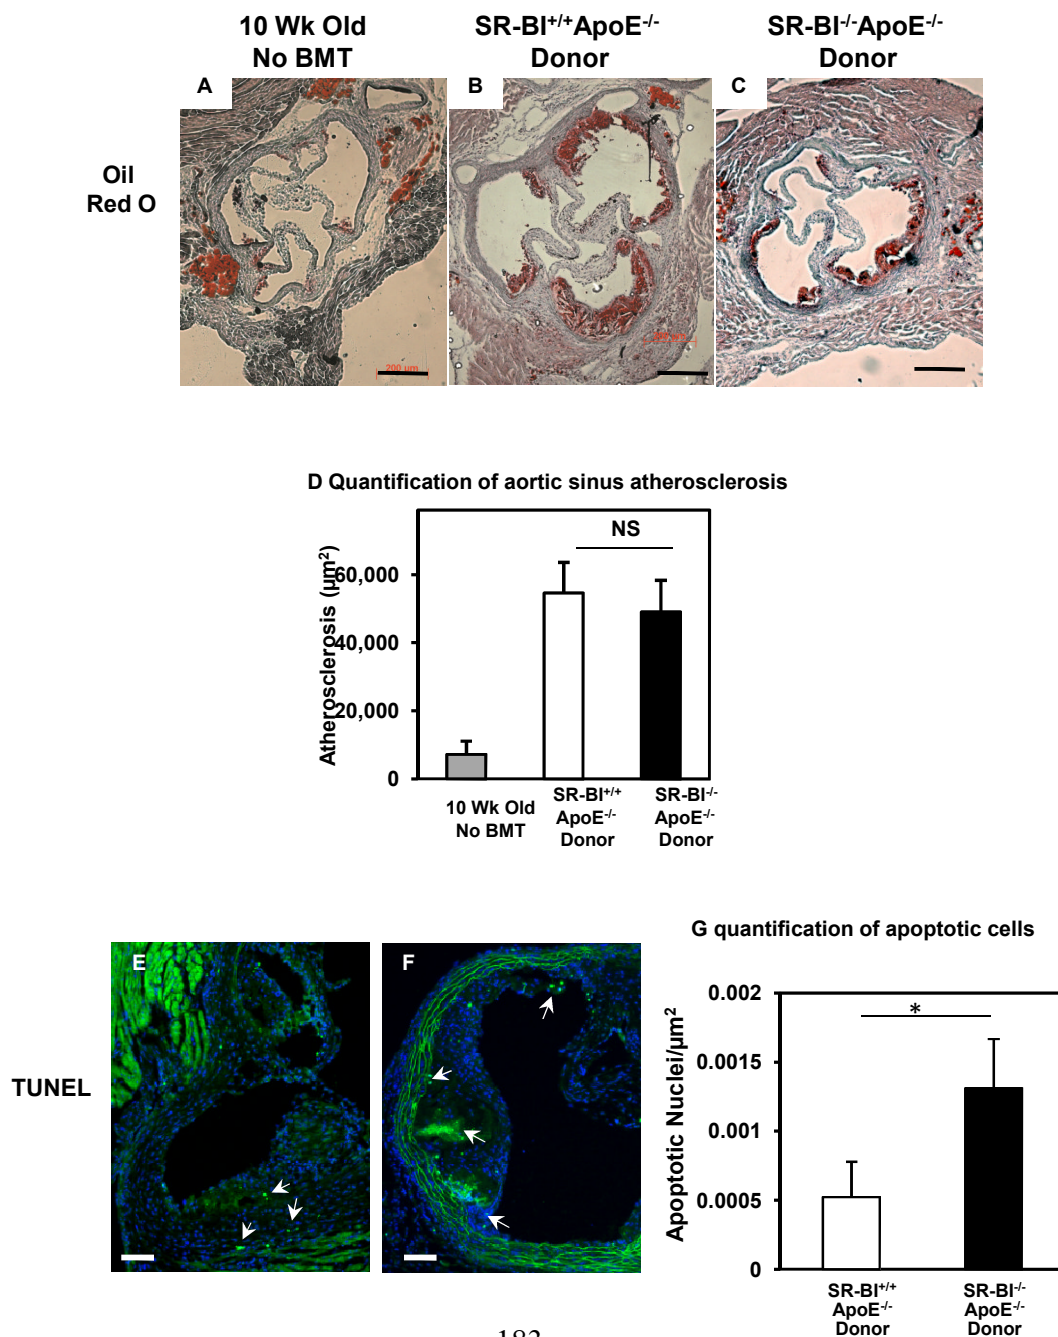 10 Wk Old
No BMT
SR-BI+/+ApoE-/-
Donor
SR-BI-/-ApoE-/-
Donor
A
B
C
Oil
Red O
200 µm
D Quantification of aortic sinus atherosclerosis
Atherosclerosis (µm²)
NS
60,000
40,000
20,000
0
10 Wk Old
No BMT
SR-BI+/+
ApoE-/-
Donor
SR-BI-/-
ApoE-/-
Donor
TUNEL
E
F
G quantification of apoptotic cells
Apoptotic Nuclei/µm²
*
0.002
0.0015
0.001
0.0005
0
SR-BI+/+
ApoE-/-
Donor
SR-BI-/-
ApoE-/-
Donor